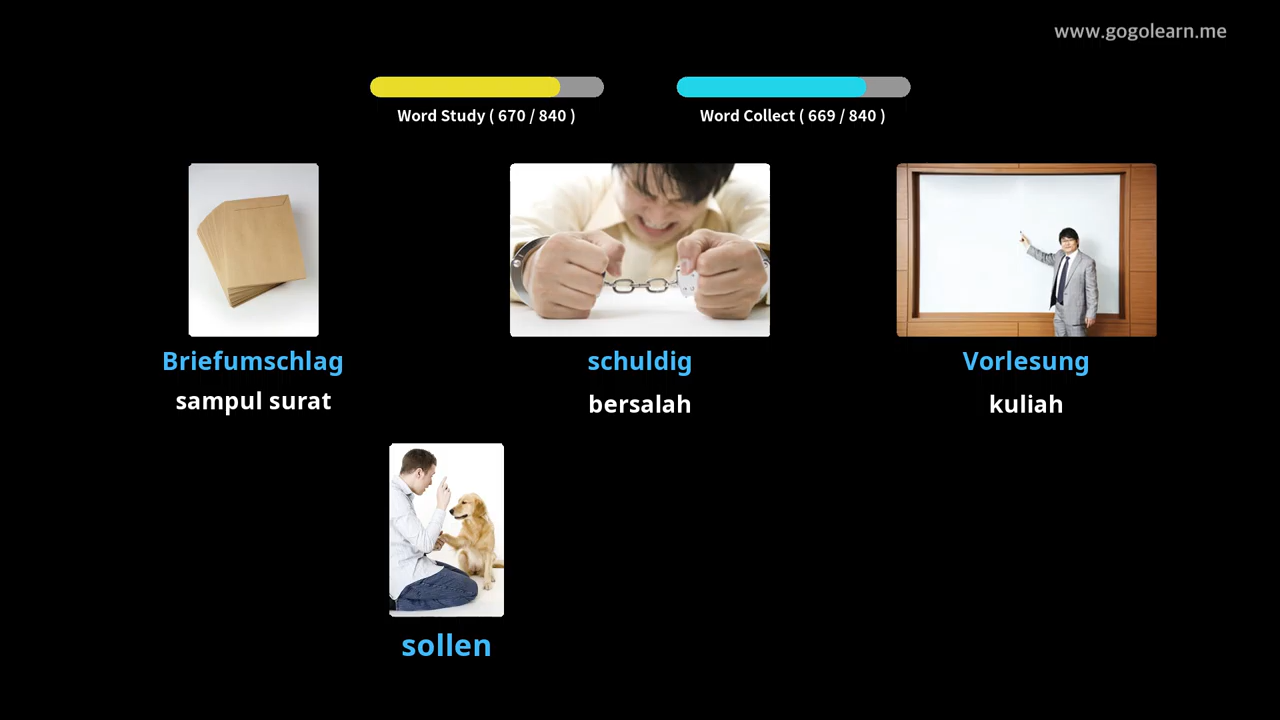 www.gogolearn.me
Word Study ( 670 / 840 )
Word Collect ( 669 / 840 )
Briefumschlag
sampul surat
schuldig
bersalah
Vorlesung
kuliah
sollen